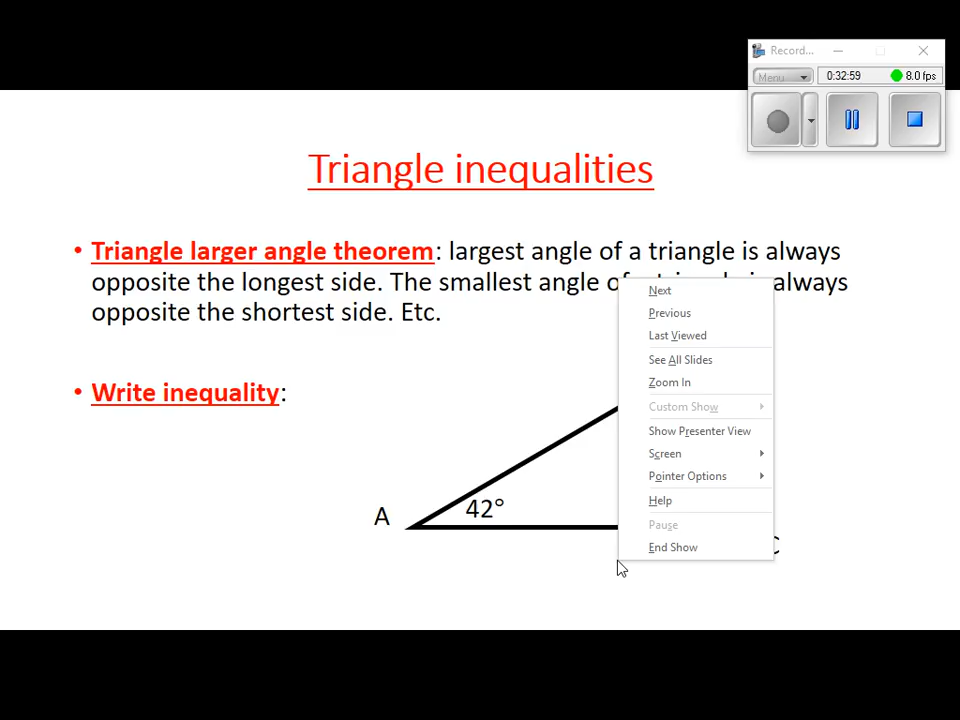 Record...
Menu
0:32:59
8.0 fps
Triangle inequalities
• Triangle larger angle theorem: largest angle of a triangle is always
opposite the longest side. The smallest angle always
opposite the shortest side. Etc.
• Write inequality:
Next
Previous
Last Viewed
See All Slides
Zoom In
Custom Show
Show Presenter View
Screen
Pointer Options
Help
Pause
End Show
A
42°
C